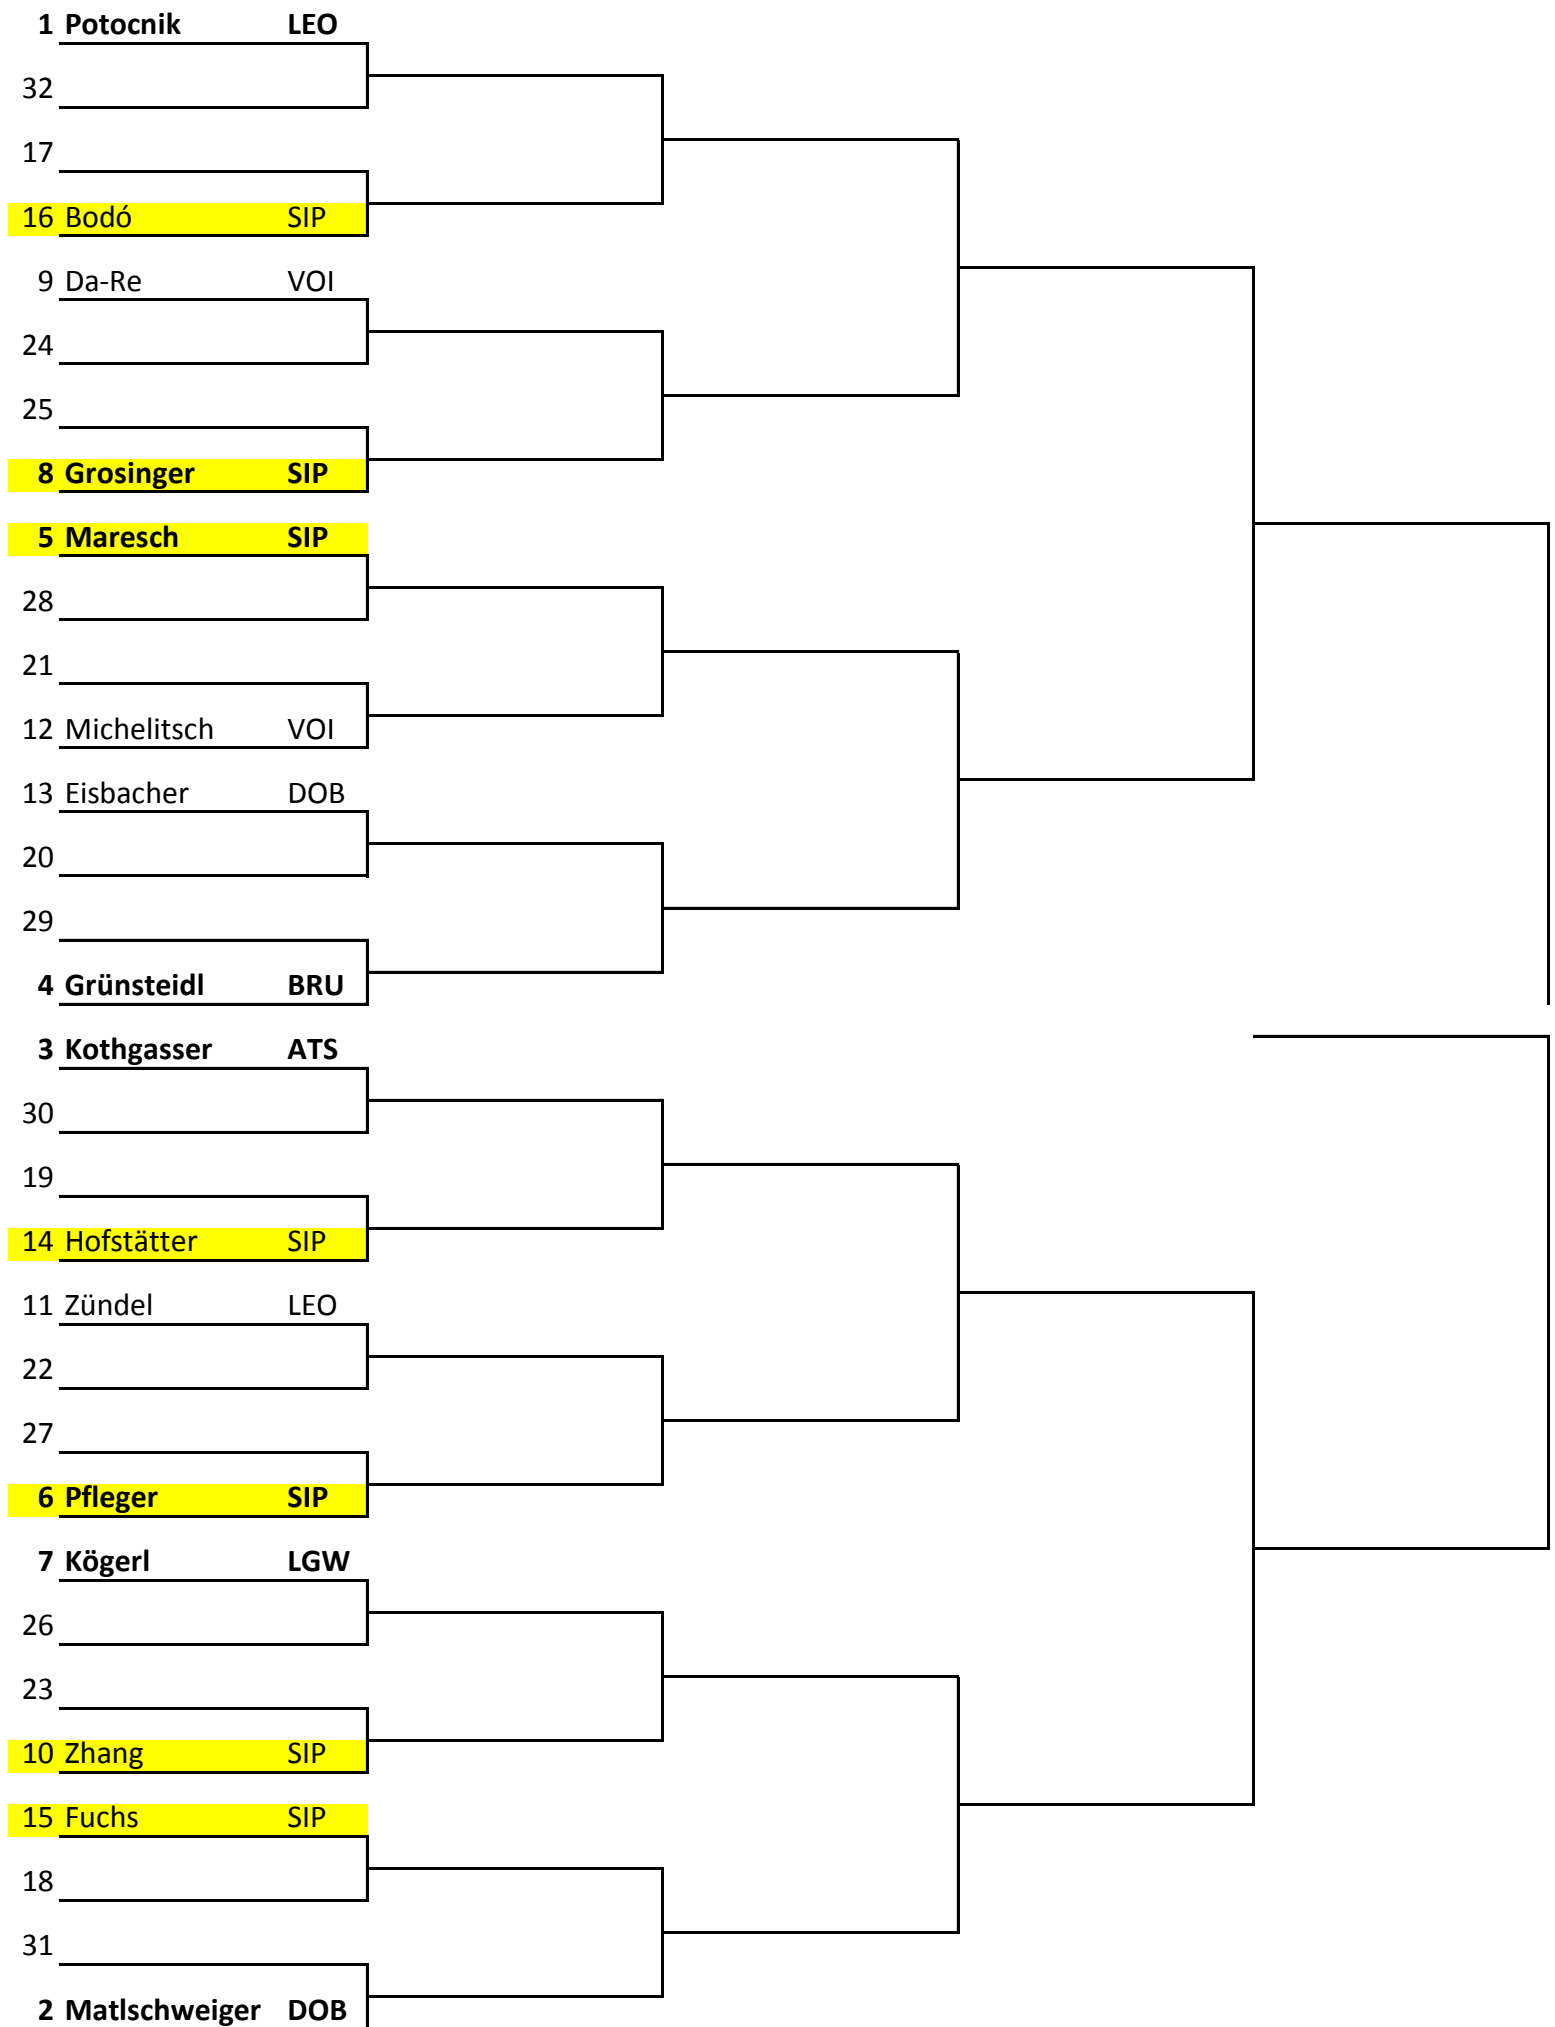 1 Potocnik LEO
32
17
16 Bodó SIP
9 Da-Re VOI
24
25
8 Grosinger SIP
5 Maresch SIP
28
21
12 Michelitsch VOI
13 Eisbacher DOB
20
29
4 Grünsteidl BRU
3 Kothgasser ATS
30
19
14 Hofstätter SIP
11 Zündel LEO
22
27
6 Pfleger SIP
7 Kögerl LGW
26
23
10 Zhang SIP
15 Fuchs SIP
18
31
2 Matlschweiger DOB